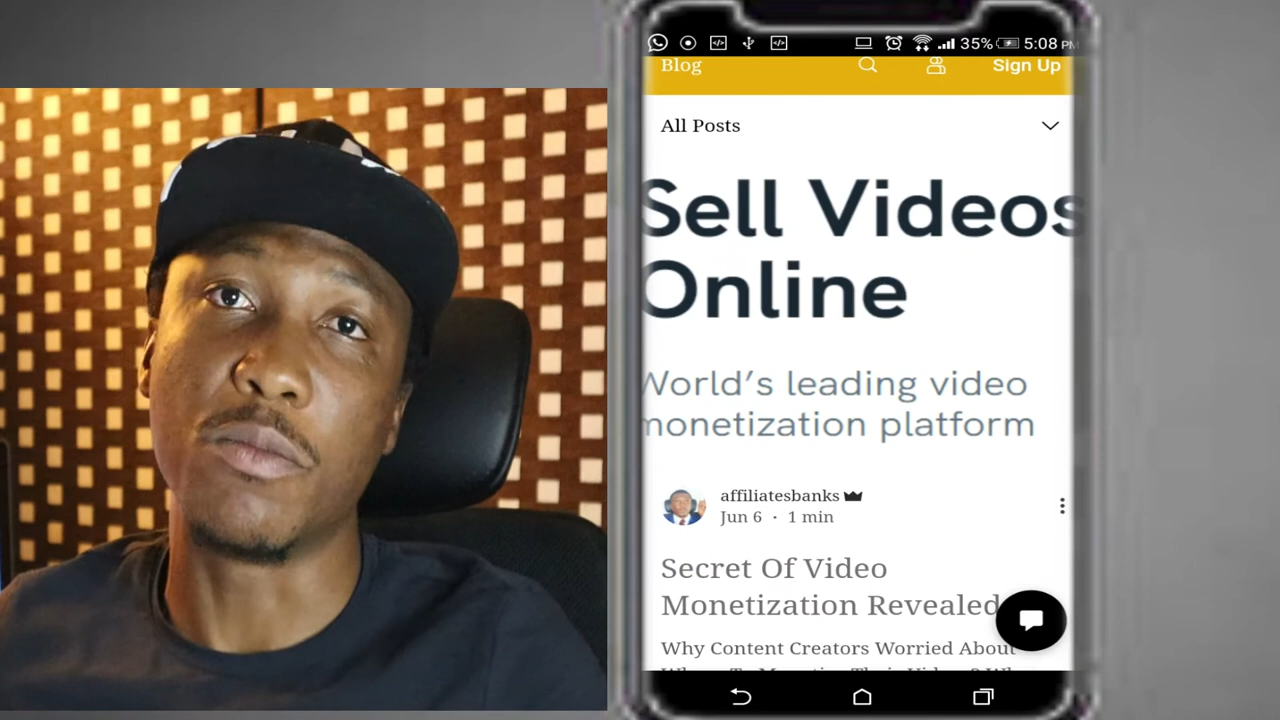 35% 5:08 PM
Blog
Sign Up
All Posts
Sell Videos
Online
World's leading video
monetization platform
affiliatesbanks
Jun 6 · 1 min
Secret Of Video
Monetization Revealed
Why Content Creators Worried About